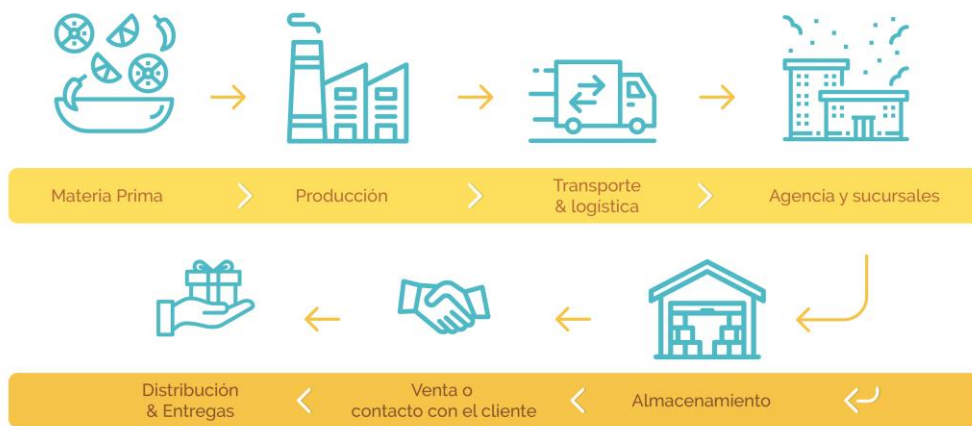 Materia Prima
Producción
Transporte
& logística
Agencia y sucursales
Almacenamiento
Venta o
contacto con el cliente
Distribución
& Entregas